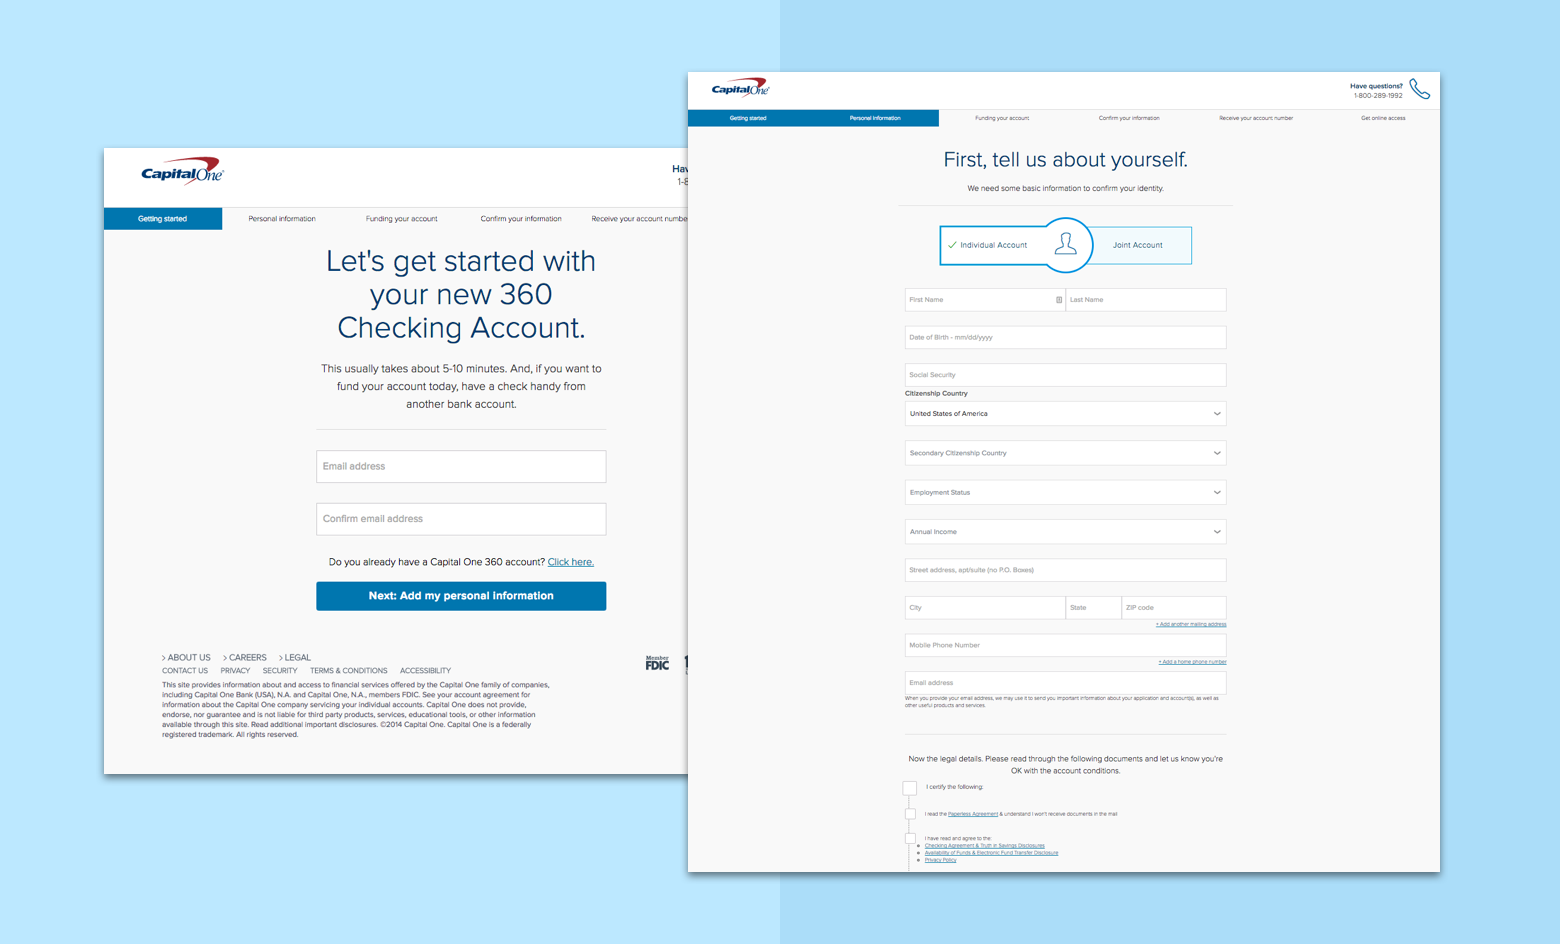 CapitalOne
Hav
1-8
Getting started
Personal information
Funding your account
Confirm your information
Receive your account numbe
Let's get started with
your new 360
Checking Account.
This usually takes about 5-10 minutes. And, if you want to
fund your account today, have a check handy from
another bank account.
Email address
Confirm email address
Do you already have a Capital One 360 account? Click here.
Next: Add my personal information
> ABOUT US > CAREERS > LEGAL
CONTACT US PRIVACY SECURITY TERMS & CONDITIONS ACCESSIBILITY
This site provides information about and access to financial services offered by the Capital One family of companies,
including Capital One Bank (USA), N.A. and Capital One, N.A., members FDIC. See your account agreement for
information about the Capital One company servicing your individual accounts. Capital One does not provide,
endorse, nor guarantee and is not liable for third party products, services, educational tools, or other information
available through this site. Read additional important disclosures. ©2014 Capital One. Capital One is a federally
registered trademark. All rights reserved.
Member
FDIC
CapitalOne
Have questions?
1-800-289-1992
Getting started
Personal information
Funding your account
Confirm your information
Receive your account number
Get online access
First, tell us about yourself.
We need some basic information to confirm your identity.
Individual Account
Joint Account
First Name
Last Name
Date of Birth - mm/dd/yyyy
Social Security
Citizenship Country
United States of America
Secondary Citizenship Country
Employment Status
Annual Income
Street address, apt/suite (no P.O. Boxes)
City
State
ZIP code
+ Add another mailing address
Mobile Phone Number
+ Add a home phone number
Email address
When you provide your email address, we may use it to send you important information about your application and account(s), as well as
other useful products and services.
Now the legal details. Please read through the following documents and let us know you're
OK with the account conditions.
I certify the following:
I read the Paperless Agreement & understand I won't receive documents in the mail
I have read and agree to the:
Checking Agreement & Truth in Savings Disclosures
Availability of Funds & Electronic Fund Transfer Disclosure
Privacy Policy